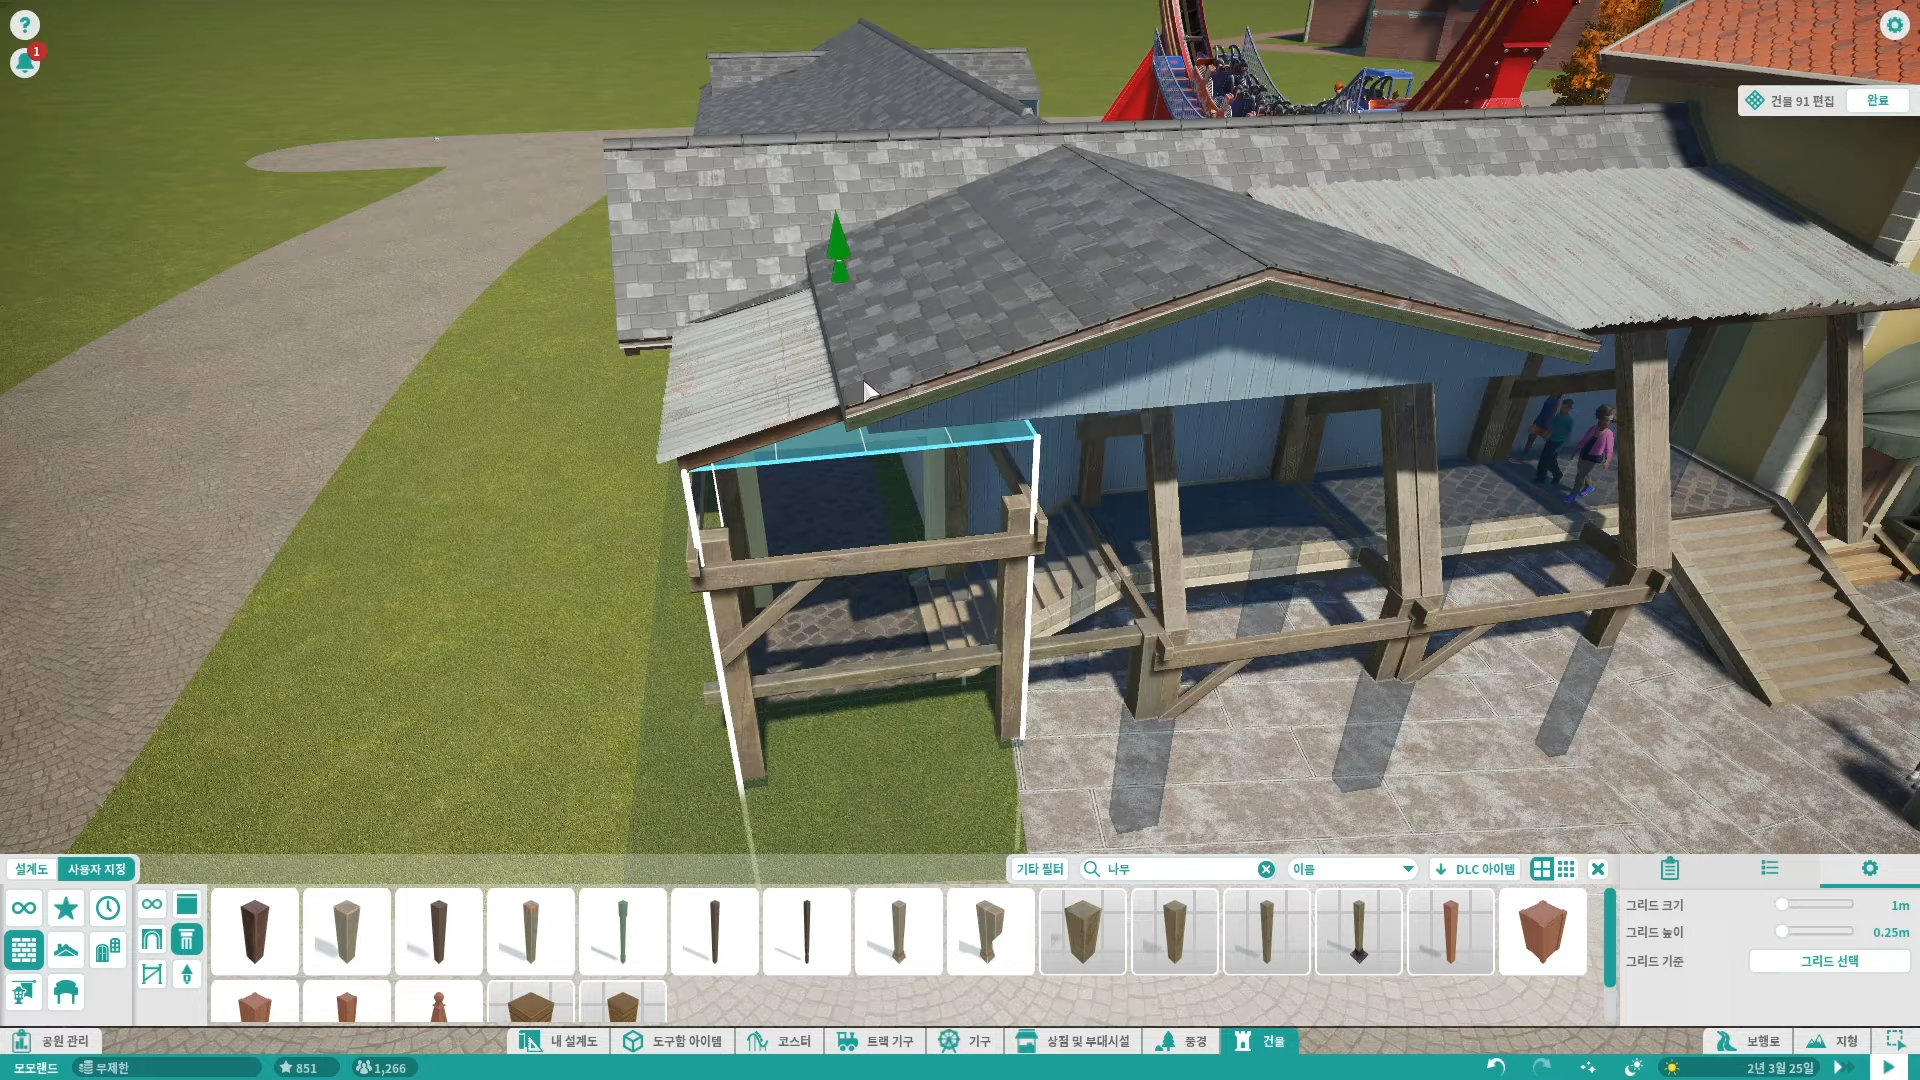 ?
1
건물 91 편집
완료
설계도
사용자 지정
기타 필터
나무
이름
DLC 아이템
그리드 크기
1m
그리드 높이
0.25m
그리드 기준
그리드 선택
공원 관리
내 설계도
도구함 아이템
코스터
트랙 기구
기구
상점 및 부대시설
풍경
건물
보행로
지형
모모랜드
무제한
851
1,266
2년 3월 25일